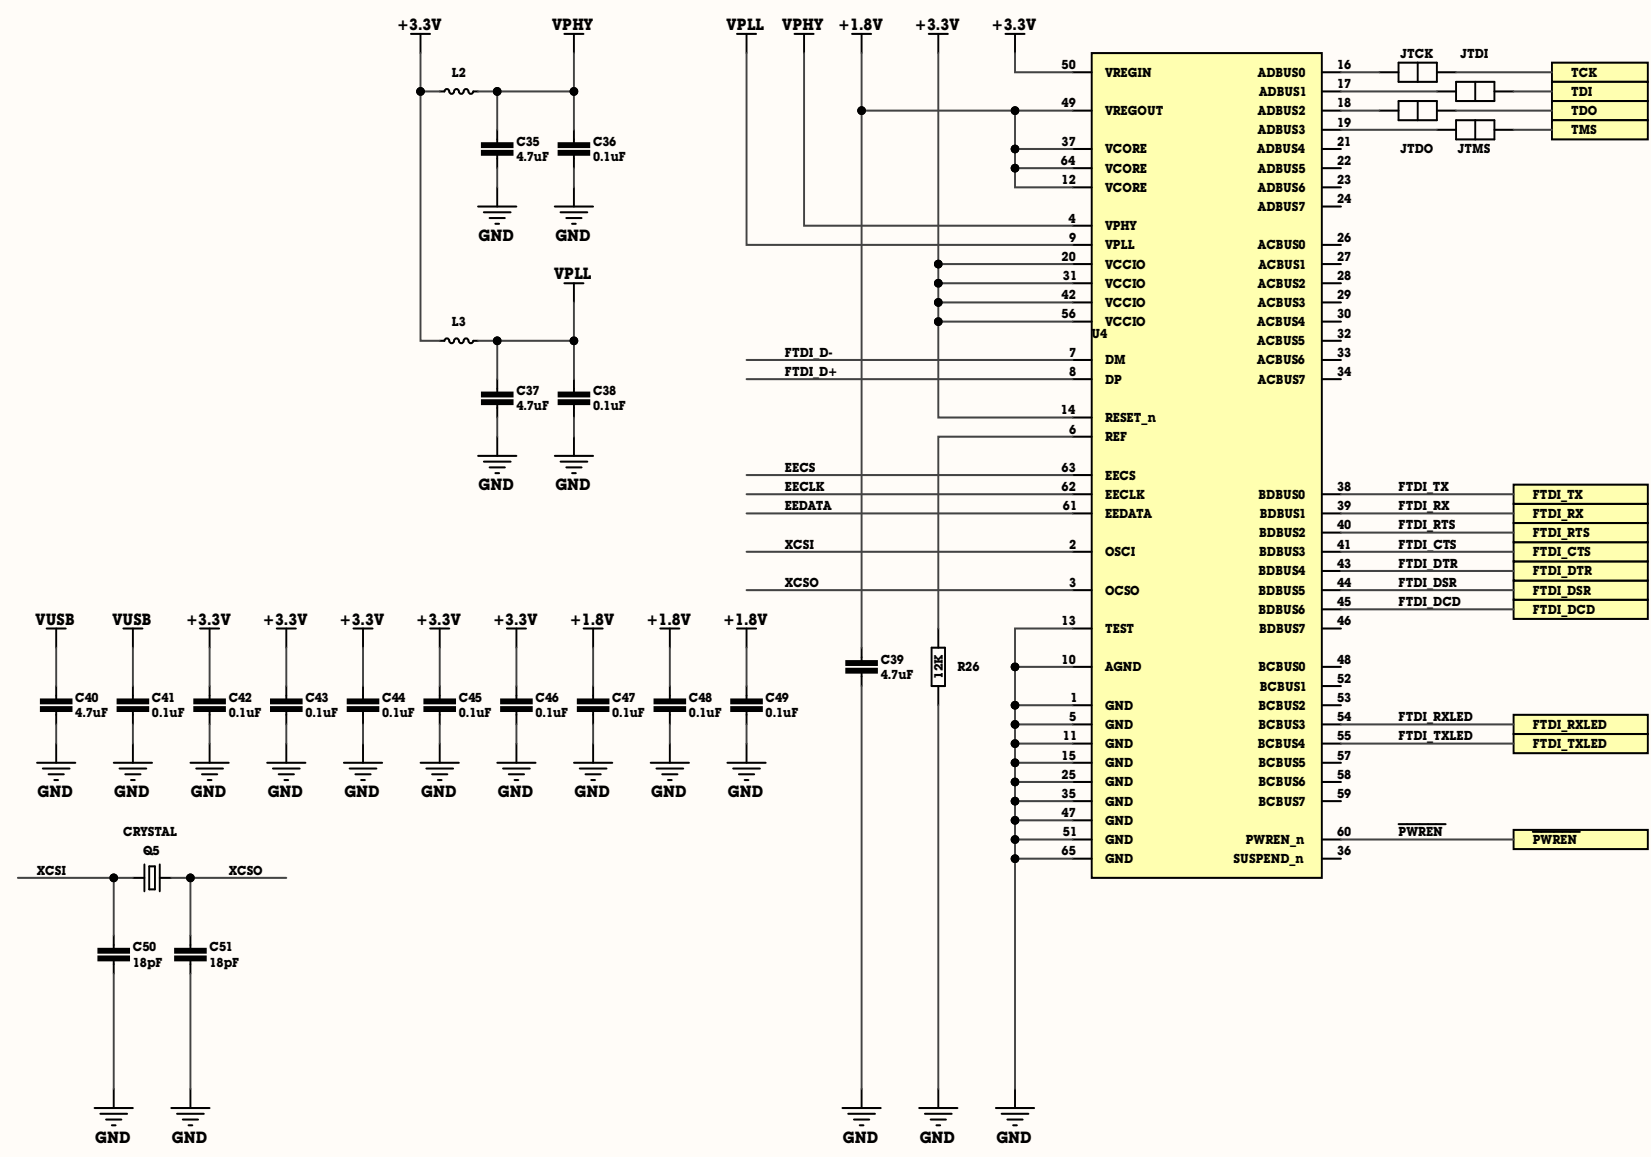 +3.3V VPHY VPLL VPHY +1.8V +3.3V +3.3V
JTCK JTDI
L2
50 VREGIN ADBUS0 16 TCK
ADBUS1 17 TDI
49 VREGOUT ADBUS2 18 TDO
ADBUS3 19 TMS
C35 4.7uF
C36 0.1uF
37 VCORE ADBUS4 21 JTDO JTMS
64 VCORE ADBUS5 22
12 VCORE ADBUS6 23
ADBUS7 24
GND GND
4 VPHY
9 VPLL ACBUS0 26
20 VCCIO ACBUS1 27
VPLL
31 VCCIO ACBUS2 28
42 VCCIO ACBUS3 29
L3
56 VCCIO ACBUS4 30
U4
ACBUS5 32
FTDI_D- 7 DM ACBUS6 33
FTDI_D+ 8 DP ACBUS7 34
C37 4.7uF
C38 0.1uF
14 RESET_n
6 REF
EECS 63 EECS
GND GND
EECLK 62 EECLK BDBUS0 38 FTDI_TX FTDI_TX
EEDATA 61 EEDATA BDBUS1 39 FTDI_RX FTDI_RX
BDBUS2 40 FTDI_RTS FTDI_RTS
XCSI 2 OSCI BDBUS3 41 FTDI_CTS FTDI_CTS
BDBUS4 43 FTDI_DTR FTDI_DTR
XCSO 3 OCSO BDBUS5 44 FTDI_DSR FTDI_DSR
BDBUS6 45 FTDI_DCD FTDI_DCD
VUSB VUSB +3.3V +3.3V +3.3V +3.3V +3.3V +1.8V +1.8V +1.8V
13 TEST BDBUS7 46
C39 4.7uF
12K R26
10 AGND BCBUS0 48
BCBUS1 52
C40 C41 C42 C43 C44 C45 C46 C47 C48 C49
4.7uF 0.1uF 0.1uF 0.1uF 0.1uF 0.1uF 0.1uF 0.1uF 0.1uF 0.1uF
1 GND BCBUS2 53
5 GND BCBUS3 54 FTDI_RXLED FTDI_RXLED
11 GND BCBUS4 55 FTDI_TXLED FTDI_TXLED
15 GND BCBUS5 57
25 GND BCBUS6 58
GND GND GND GND GND GND GND GND GND GND
35 GND BCBUS7 59
47 GND
51 GND PWREN_n 60 PWREN PWREN
65 GND SUSPEND_n 36
CRYSTAL
Q5
XCSI XCSO
C50 C51
18pF 18pF
GND GND GND GND GND